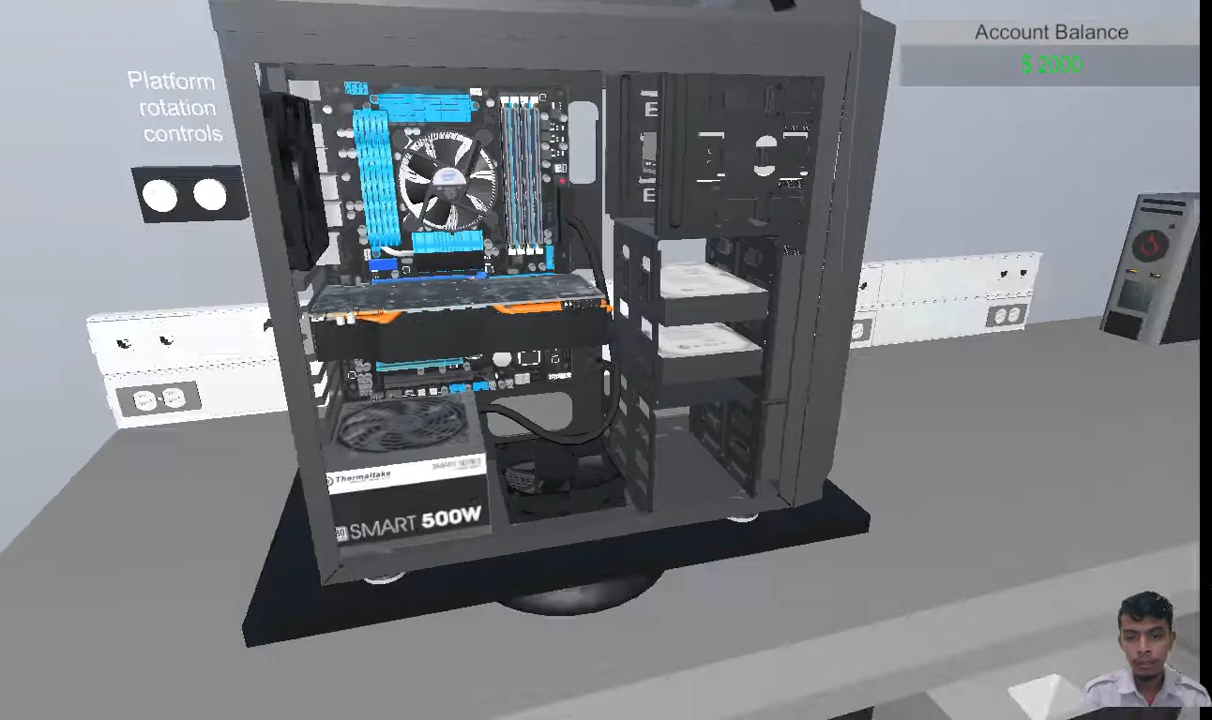 Account Balance
$ 2000
Platform
rotation
controls
Thermaltake
SMART 500W